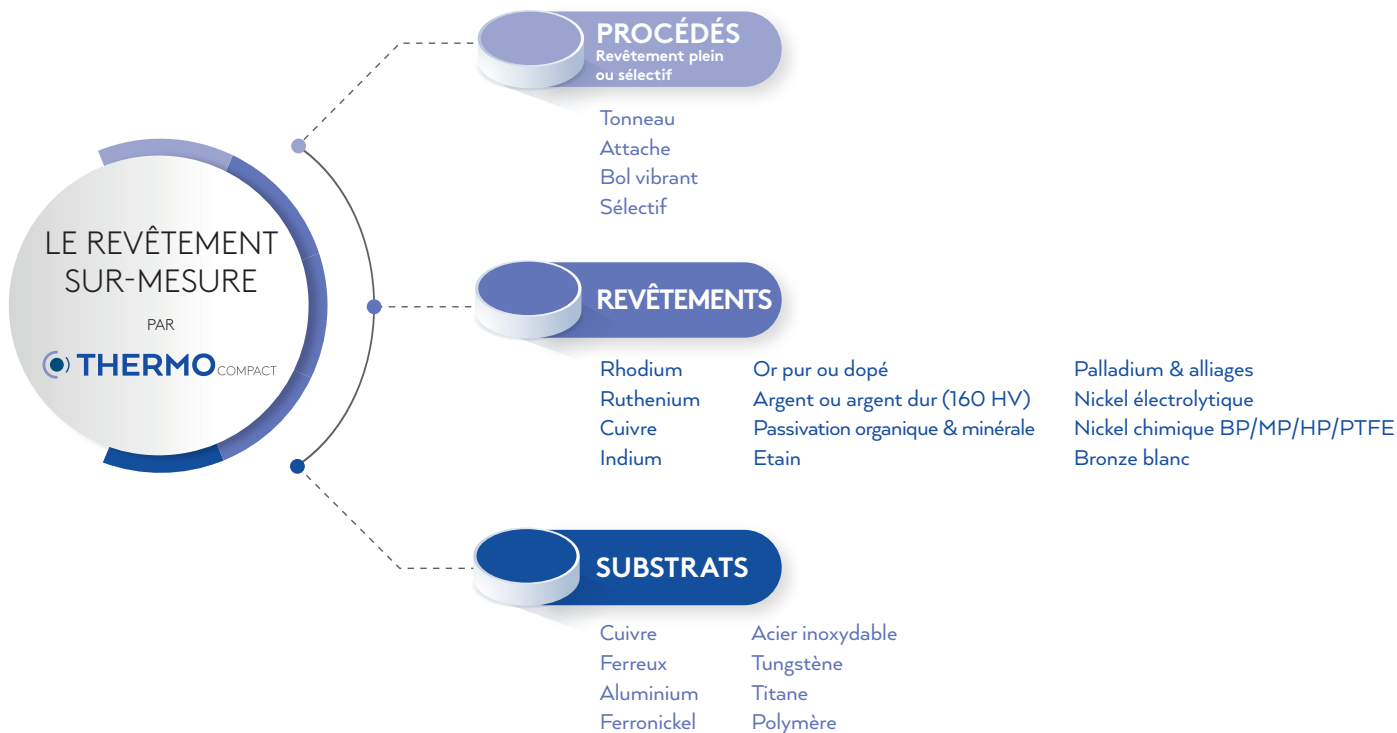 LE REVÊTEMENT
SUR-MESURE
PAR
THERMO COMPACT
PROCÉDÉS
Revêtement plein
ou sélectif
Tonneau
Attache
Bol vibrant
Sélectif
REVÊTEMENTS
Rhodium
Ruthenium
Cuivre
Indium
Or pur ou dopé
Argent ou argent dur (160 HV)
Passivation organique & minérale
Etain
Palladium & alliages
Nickel électrolytique
Nickel chimique BP/MP/HP/PTFE
Bronze blanc
SUBSTRATS
Cuivre
Ferreux
Aluminium
Ferronickel
Acier inoxydable
Tungstène
Titane
Polymère